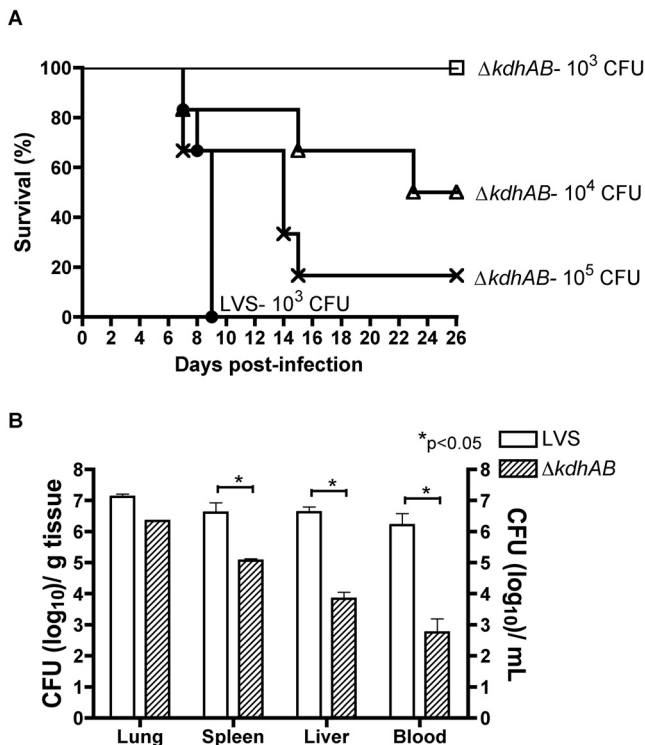 A
100
80
60
40
20
0
Survival (%)
0 2 4 6 8 10 12 14 16 18 20 22 24 26
Days post-infection
ΔkdhAB- 10³ CFU
ΔkdhAB- 10⁴ CFU
ΔkdhAB- 10⁵ CFU
LVS- 10³ CFU
B
*p<0.05
LVS
ΔkdhAB
8
7
6
5
4
3
2
1
0
CFU (log₁₀)/ g tissue
* * *
8
7
6
5
4
3
2
1
0
CFU (log₁₀)/ mL
Lung Spleen Liver Blood